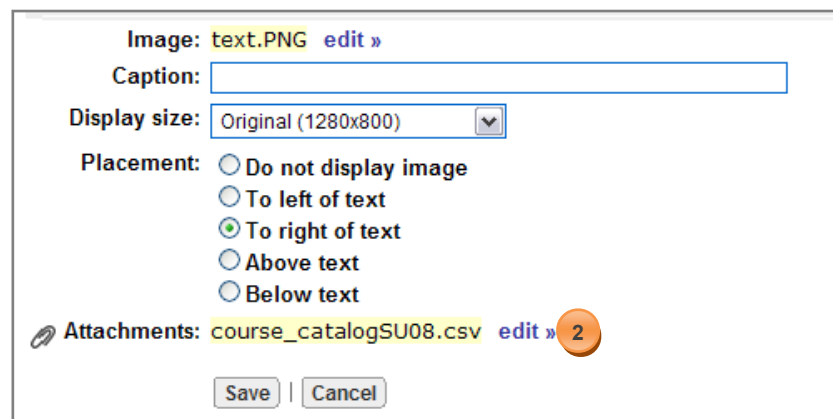 Image: text.PNG edit »
Caption:
Display size: Original (1280x800)
Placement: Do not display image
To left of text
To right of text
Above text
Below text
Attachments: course_catalogSU08.csv edit » 2
Save | Cancel